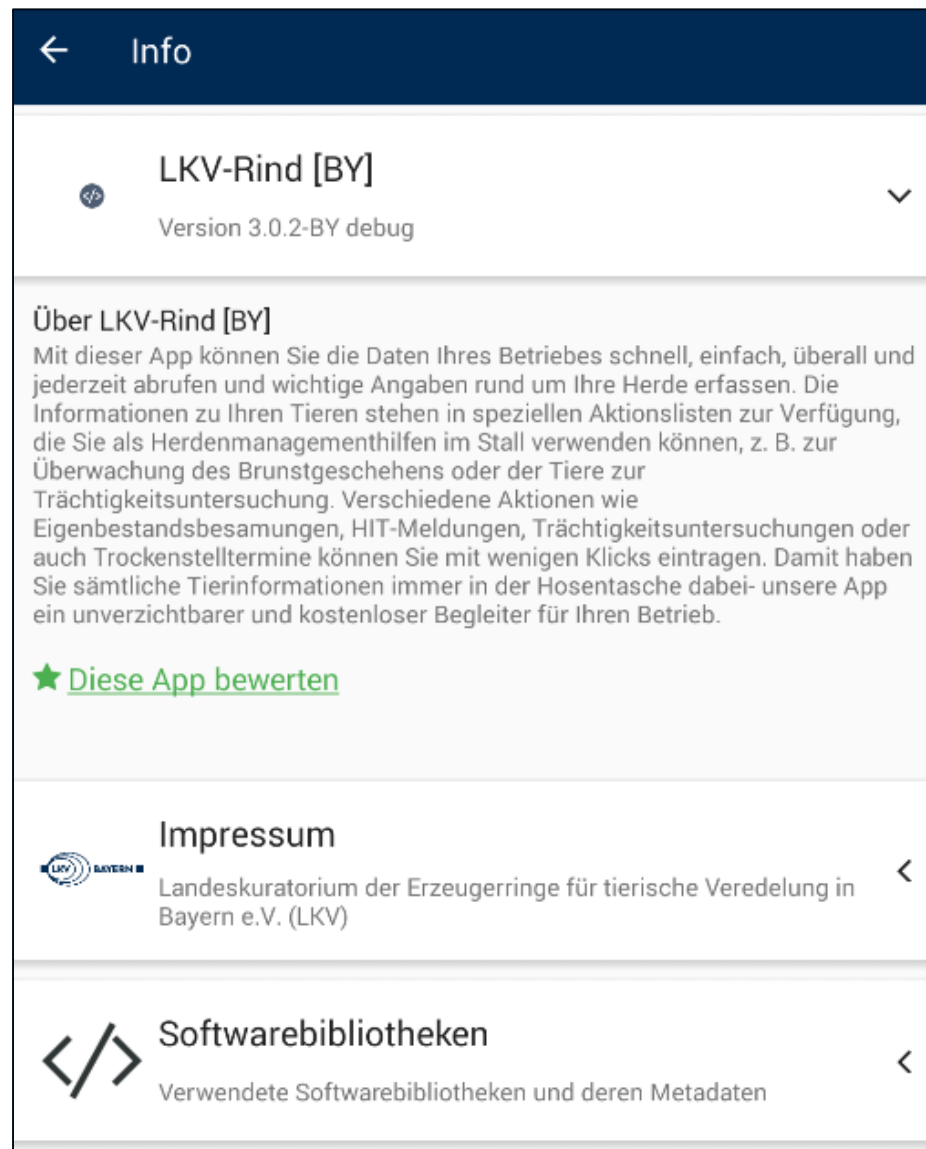 Info
LKV-Rind [BY]
Version 3.0.2-BY debug
Über LKV-Rind [BY]
Mit dieser App können Sie die Daten Ihres Betriebes schnell, einfach, überall und
jederzeit abrufen und wichtige Angaben rund um Ihre Herde erfassen. Die
Informationen zu Ihren Tieren stehen in speziellen Aktionslisten zur Verfügung,
die Sie als Herdenmanagementhilfen im Stall verwenden können, z. B. zur
Überwachung des Brunstgeschehens oder der Tiere zur
Trächtigkeitsuntersuchung. Verschiedene Aktionen wie
Eigenbestandsbesamungen, HIT-Meldungen, Trächtigkeitsuntersuchungen oder
auch Trockenstelltermine können Sie mit wenigen Klicks eintragen. Damit haben
Sie sämtliche Tierinformationen immer in der Hosentasche dabei- unsere App
ein unverzichtbarer und kostenloser Begleiter für Ihren Betrieb.
Diese App bewerten
Impressum
LKV BAYERN
Landeskuratorium der Erzeugerringe für tierische Veredelung in
Bayern e.V. (LKV)
</> Softwarebibliotheken
Verwendete Softwarebibliotheken und deren Metadaten